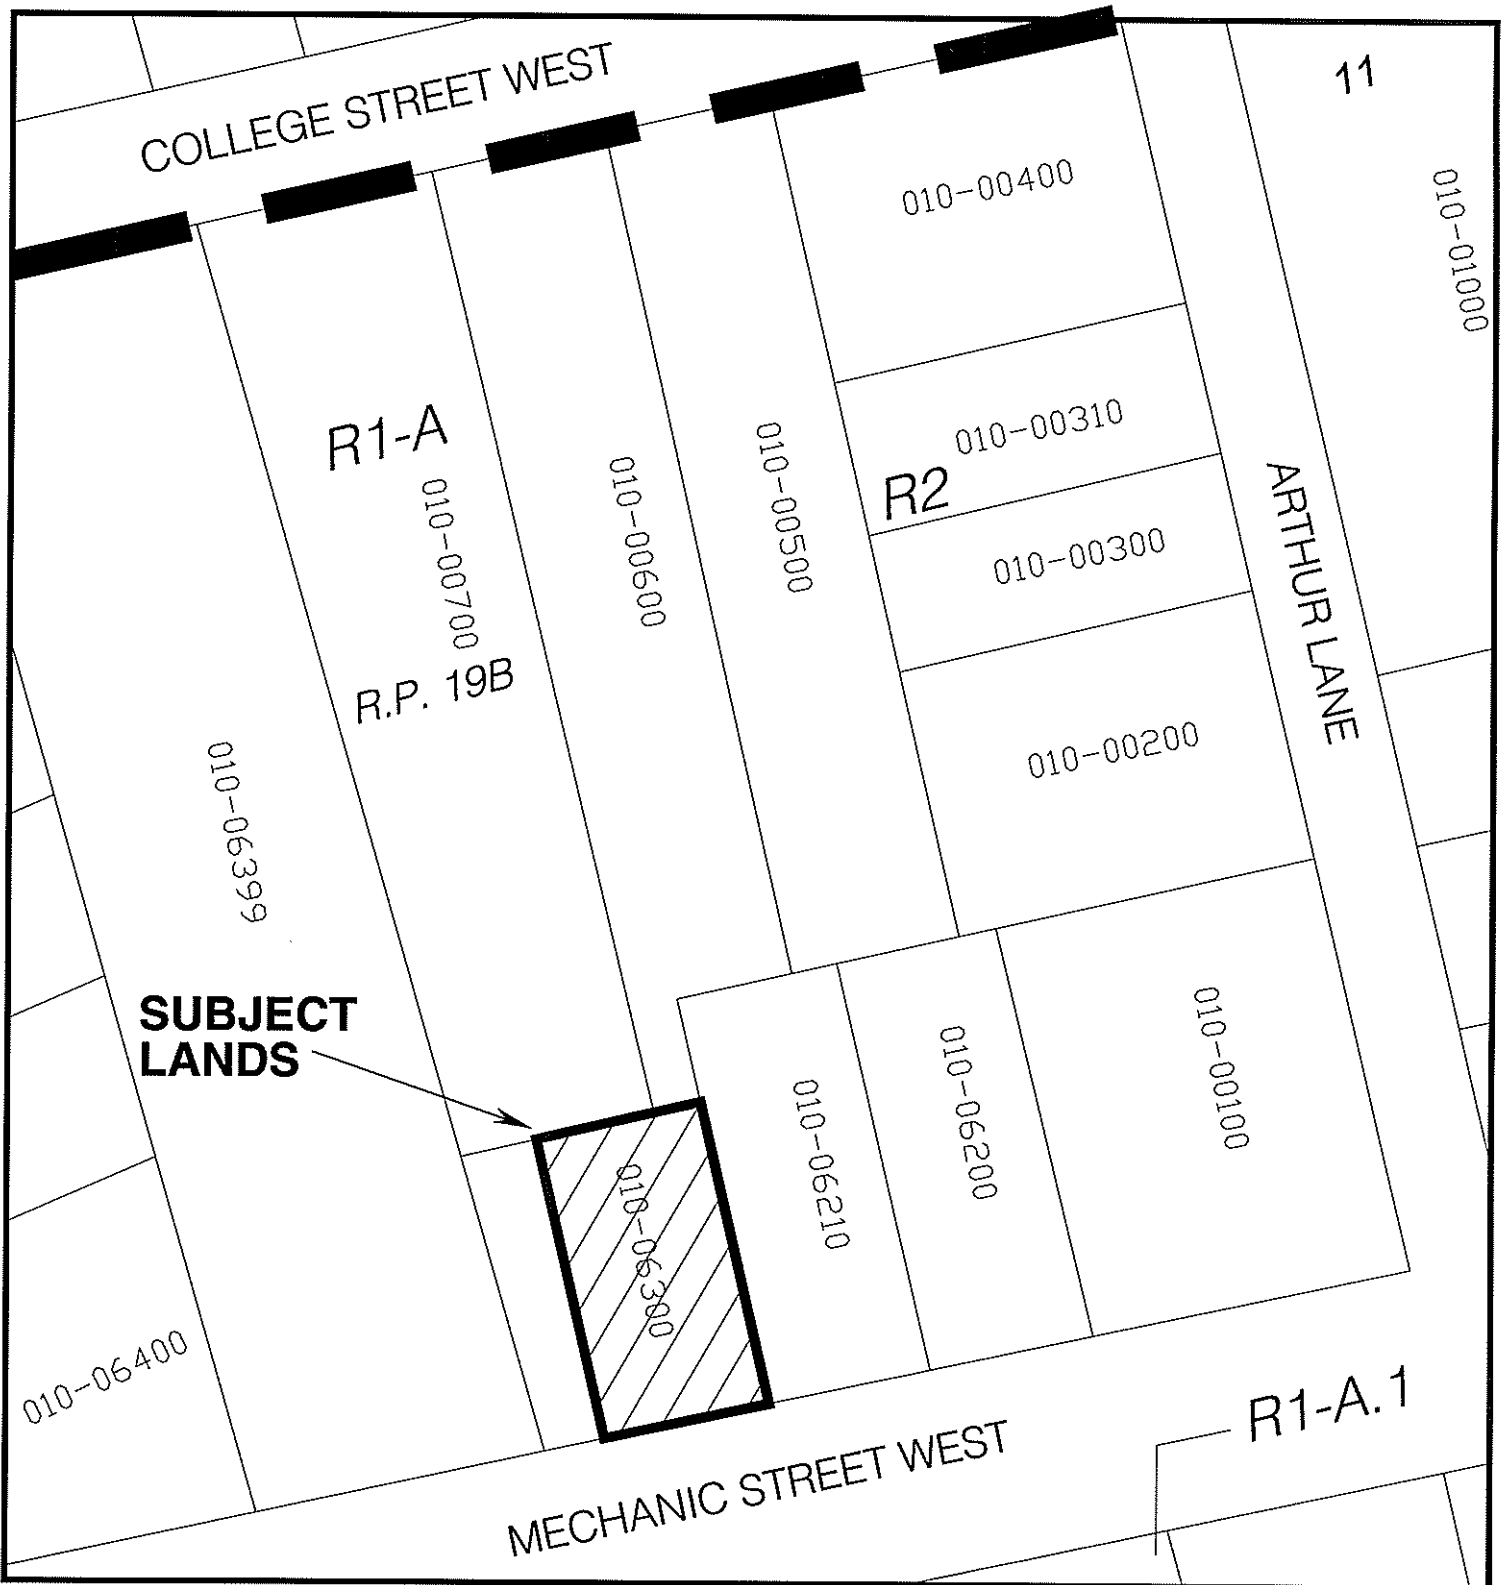 COLLEGE STREET WEST
11
010-00400
010-01000
R1-A
010-00310
R2
010-00700
010-00600
010-00500
010-00300
ARTHUR LANE
R.P. 19B
010-00200
010-06399
SUBJECT
LANDS
010-06210
010-06200
010-00100
010-06300
010-06400
R1-A.1
MECHANIC STREET WEST